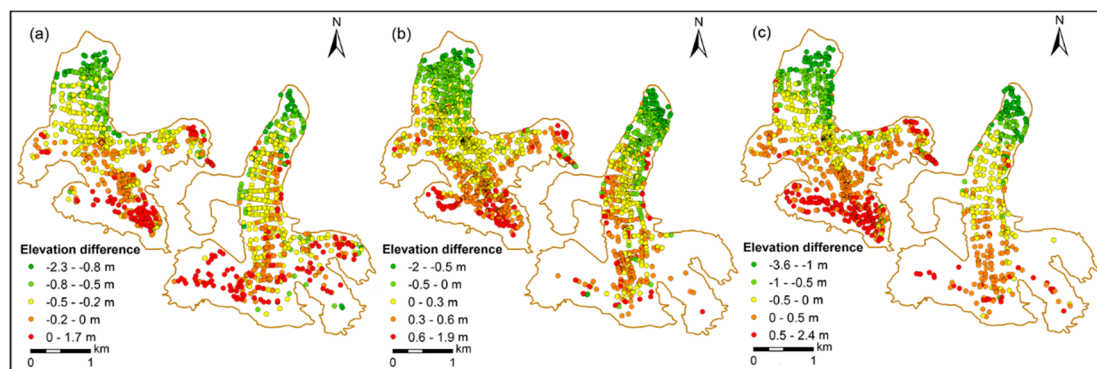 (a)
N
Elevation difference
-2.3 - -0.8 m
-0.8 - -0.5 m
-0.5 - -0.2 m
-0.2 - 0 m
0 - 1.7 m
km
0 1
(b)
N
Elevation difference
-2 - -0.5 m
-0.5 - 0 m
0 - 0.3 m
0.3 - 0.6 m
0.6 - 1.9 m
km
0 1
(c)
N
Elevation difference
-3.6 - -1 m
-1 - -0.5 m
-0.5 - 0 m
0 - 0.5 m
0.5 - 2.4 m
km
0 1